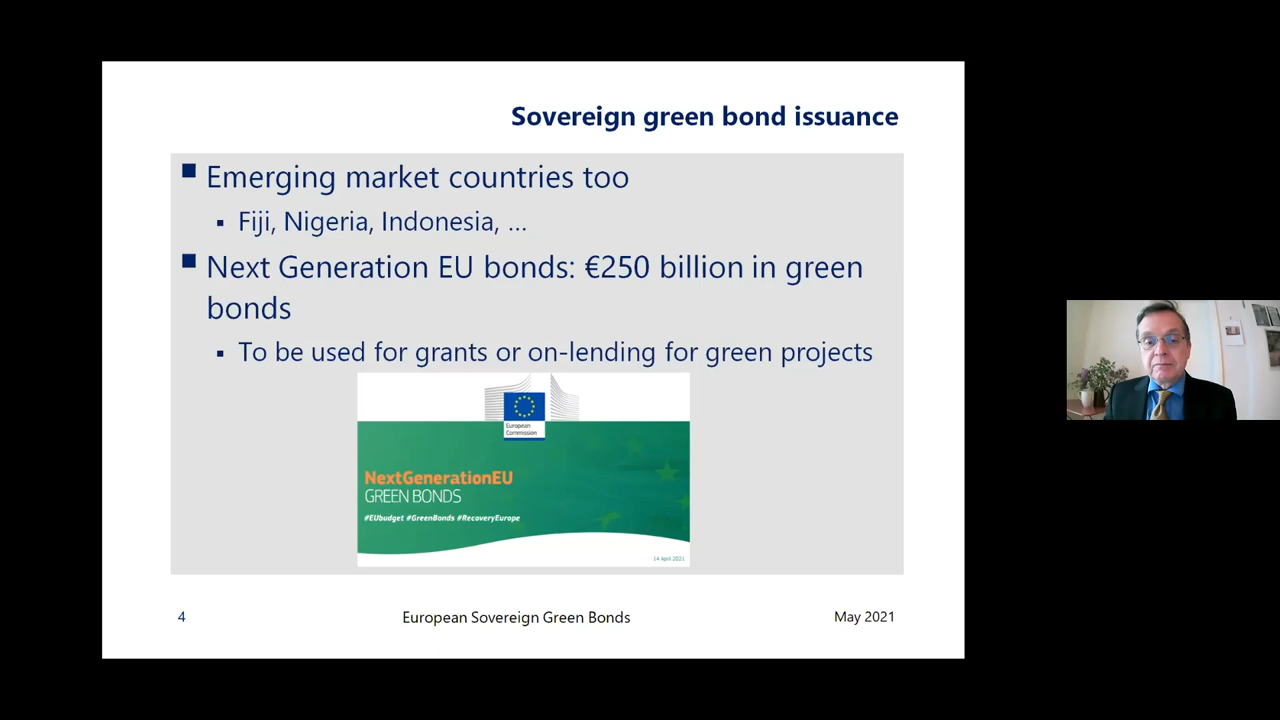 Sovereign green bond issuance
■ Emerging market countries too
▪ Fiji, Nigeria, Indonesia, ...
■ Next Generation EU bonds: €250 billion in green
bonds
▪ To be used for grants or on-lending for green projects
European
Commission
NextGenerationEU
GREEN BONDS
#EUbudget #GreenBonds #RecoveryEurope
14 April 2021
4 European Sovereign Green Bonds May 2021